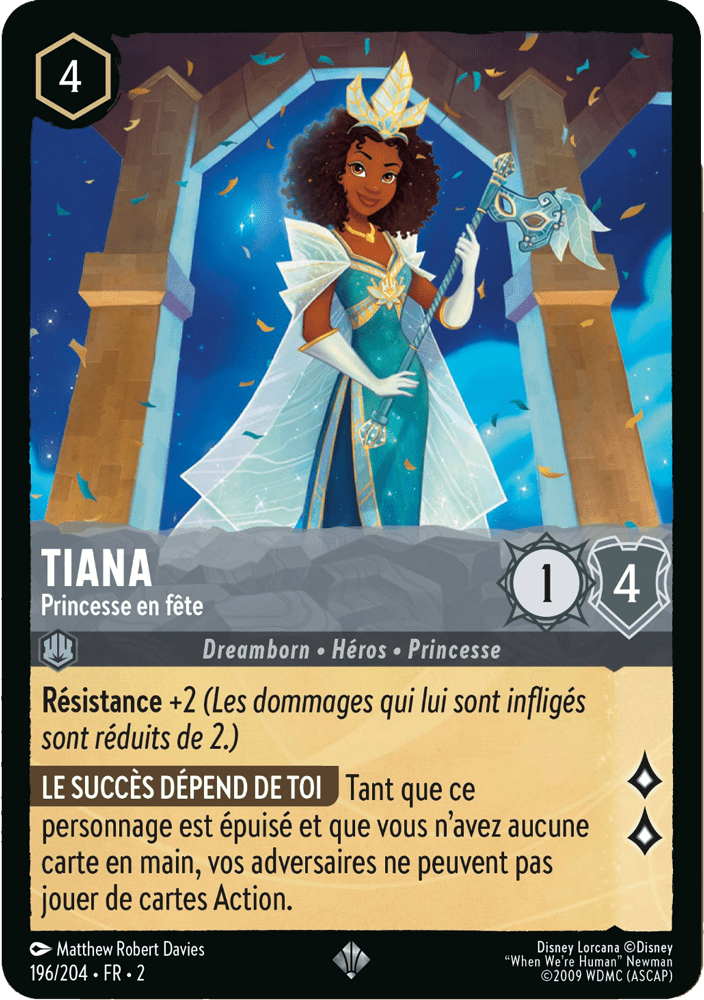 4
TIANA
Princesse en fête
1
4
Dreamborn • Héros • Princesse
Résistance +2 (Les dommages qui lui sont infligés
sont réduits de 2.)
LE SUCCÈS DÉPEND DE TOI Tant que ce
personnage est épuisé et que vous n'avez aucune
carte en main, vos adversaires ne peuvent pas
jouer de cartes Action.
Matthew Robert Davies
196/204 • FR • 2
Disney Lorcana ©Disney
“When We're Human” Newman
©2009 WDMC (ASCAP)